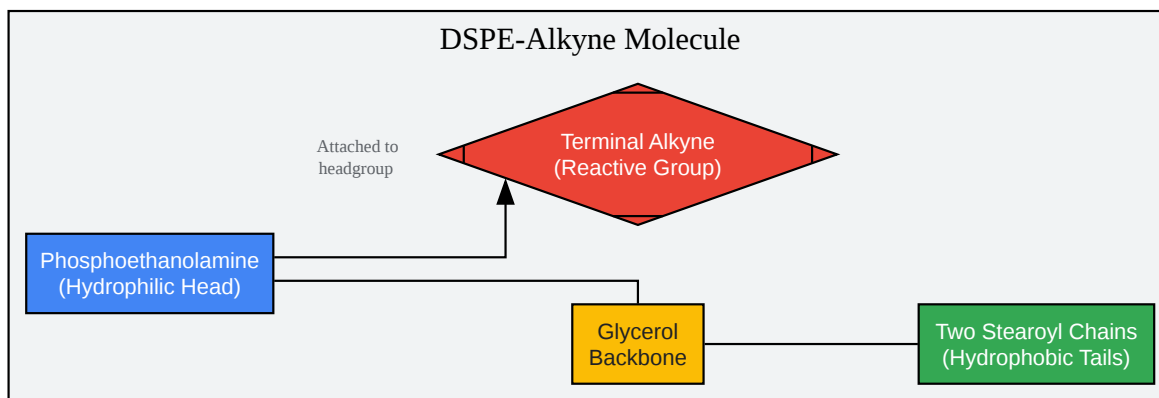 DSPE-Alkyne Molecule
Attached to
headgroup
Terminal Alkyne
(Reactive Group)
Phosphoethanolamine
(Hydrophilic Head)
Glycerol
Backbone
Two Stearoyl Chains
(Hydrophobic Tails)